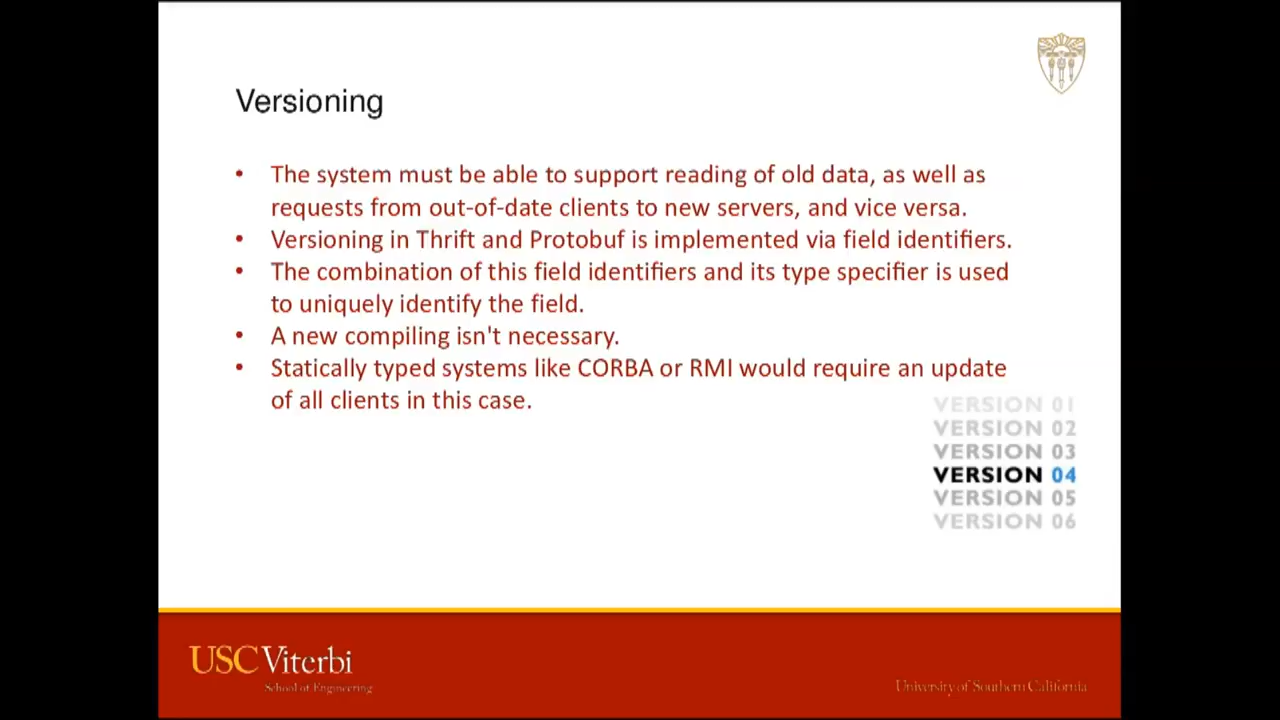 Versioning
• The system must be able to support reading of old data, as well as
requests from out-of-date clients to new servers, and vice versa.
• Versioning in Thrift and Protobuf is implemented via field identifiers.
• The combination of this field identifiers and its type specifier is used
to uniquely identify the field.
• A new compiling isn't necessary.
• Statically typed systems like CORBA or RMI would require an update
of all clients in this case.
VERSION 01
VERSION 02
VERSION 03
VERSION 04
VERSION 05
VERSION 06
USC Viterbi
School of Engineering
University of Southern California